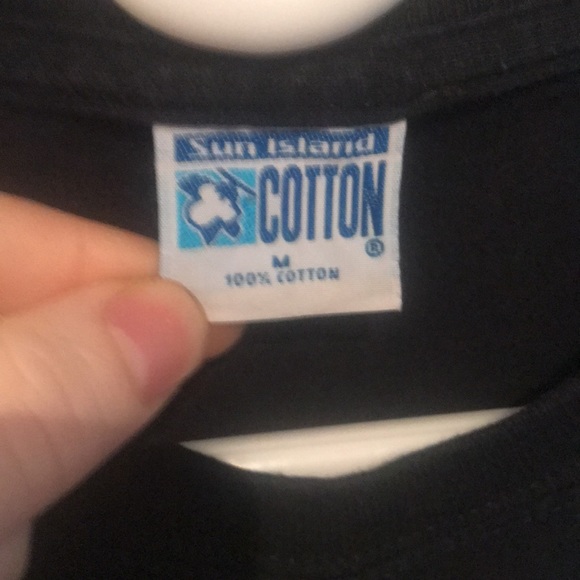 Sun Island
COTTON
®
M
100% COTTON